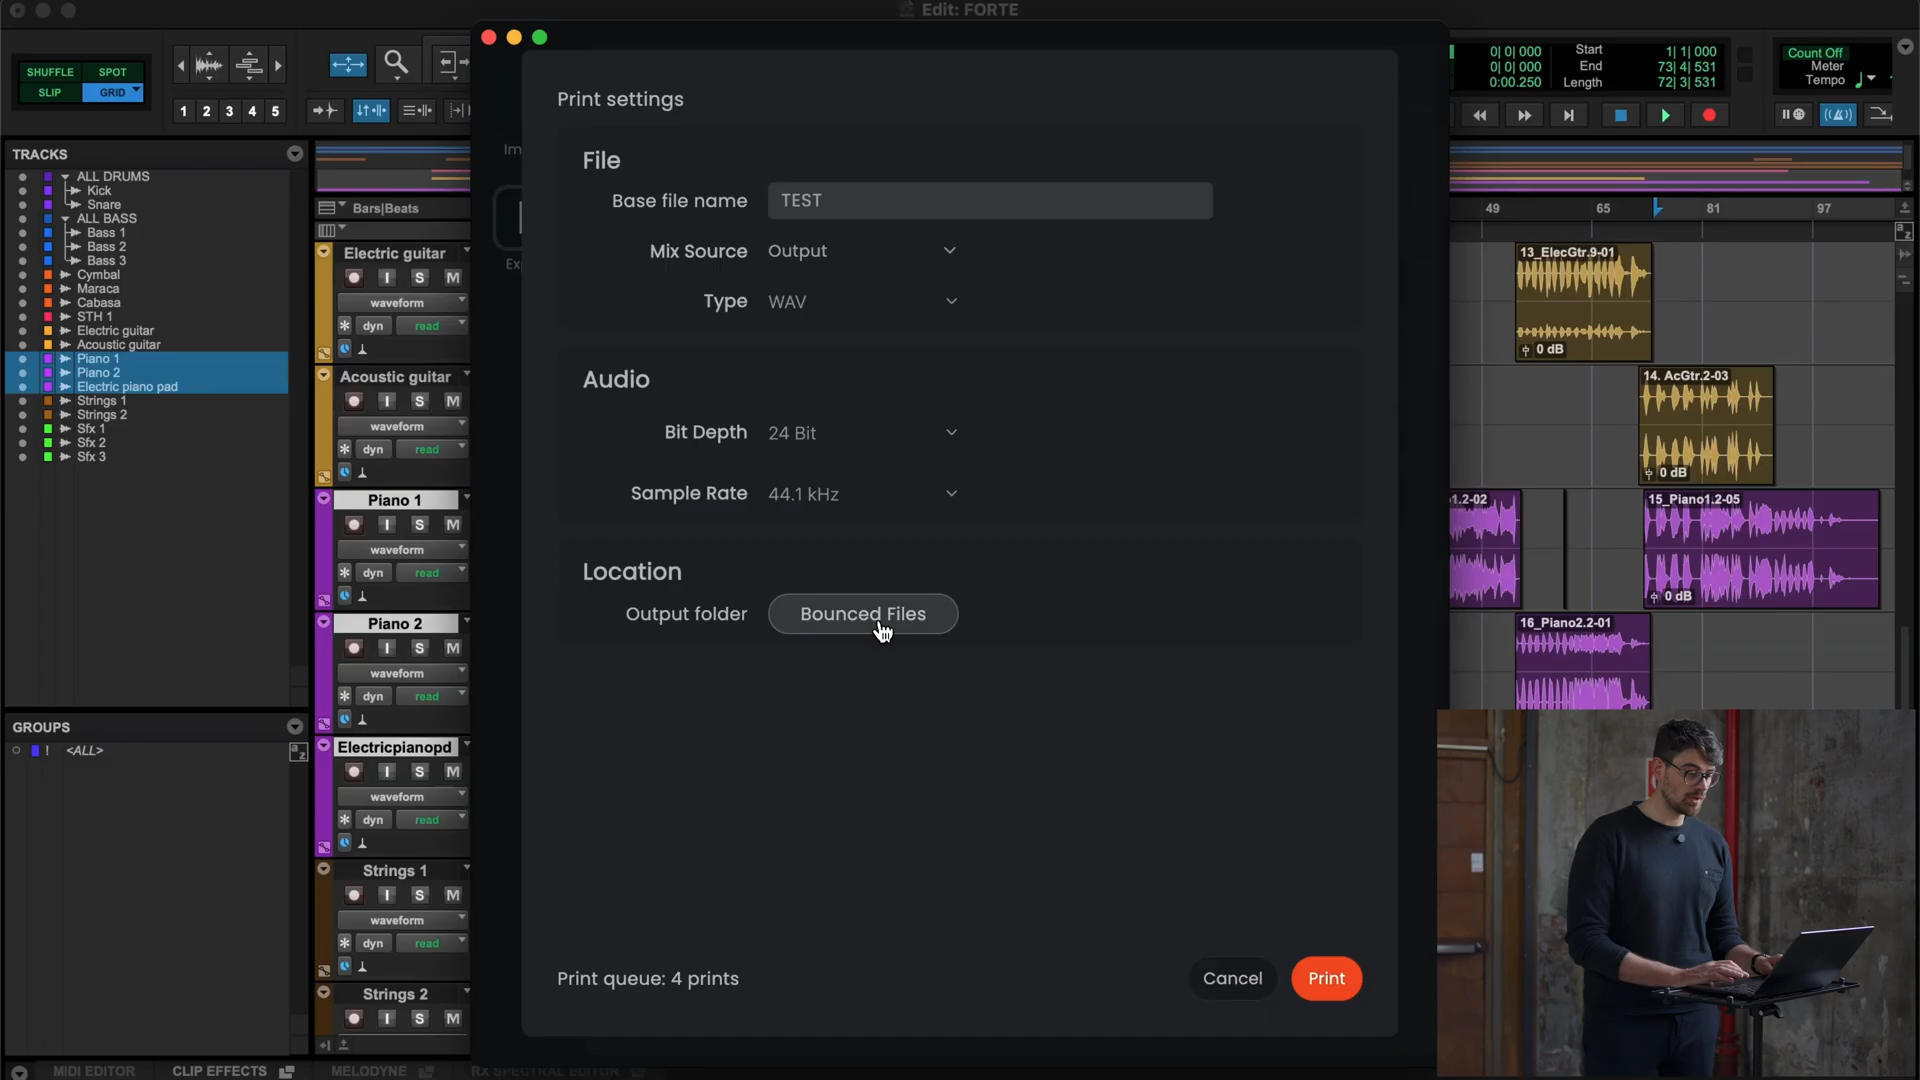 Edit: FORTE
SHUFFLE SPOT
SLIP GRID
1 2 3 4 5
0| 0| 000
0| 0| 000
0:00.250
Start 1| 1| 000
End 73| 4| 531
Length 72| 3| 531
Count Off
Meter
Tempo
TRACKS
ALL DRUMS
Kick
Snare
ALL BASS
Bass 1
Bass 2
Bass 3
Cymbal
Maraca
Cabasa
STH 1
Electric guitar
Acoustic guitar
Piano 1
Piano 2
Electric piano pad
Strings 1
Strings 2
Sfx 1
Sfx 2
Sfx 3
GROUPS
! <ALL>
a z
Bars|Beats
Electric guitar
I S M
waveform
dyn read
Acoustic guitar
I S M
waveform
dyn read
Piano 1
I S M
waveform
dyn read
Piano 2
I S M
waveform
dyn read
Electricpianopd
I S M
waveform
dyn read
Strings 1
I S M
waveform
dyn read
Strings 2
I S M
Im
Ex
Print settings
File
Base file name TEST
Mix Source Output
Type WAV
Audio
Bit Depth 24 Bit
Sample Rate 44.1 kHz
Location
Output folder Bounced Files
Print queue: 4 prints
Cancel Print
49 65 81 97
a z
13_ElecGtr.9-01
0 dB
14. AcGtr.2-03
0 dB
1.2-02
15_Piano1.2-05
0 dB
16_Piano2.2-01
MIDI EDITOR CLIP EFFECTS MELODYNE RX SPECTRAL EDITOR